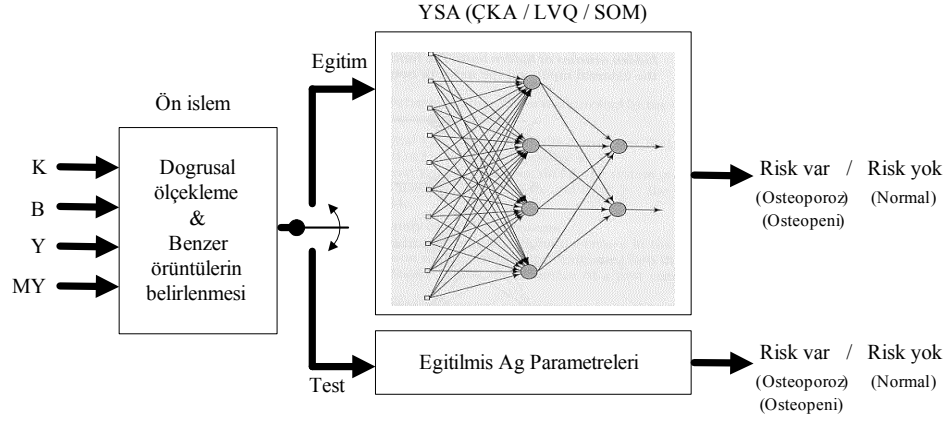 YSA (ÇKA / LVQ / SOM)
Egitim
Ön islem
K
B
Y
MY
Dogrusal
ölçekleme
&
Benzer
örüntülerin
belirlenmesi
Risk var / Risk yok
(Osteoporoz) (Normal)
(Osteopeni)
Test
Egitilmis Ag Parametreleri
Risk var / Risk yok
(Osteoporoz) (Normal)
(Osteopeni)